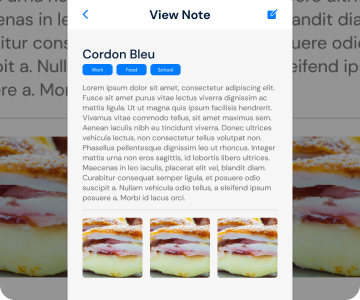 View Note
Cordon Bleu
Work Food School
Lorem ipsum dolor sit amet, consectetur adipiscing elit.
Fusce sit amet purus vitae lectus viverra dignissim ac
mattis ligula. Ut ut magna quis ipsum facilisis hendrerit.
Vivamus vitae commodo tellus, sit amet maximus sem.
Aenean iaculis nibh eu tincidunt viverra. Donec ultrices
vehicula lectus, non consectetur tellus volutpat non.
Phasellus pellentesque dignissim leo ut rhoncus. Integer
mattis urna non eros sagittis, id lobortis libero ultrices.
Maecenas in leo iaculis, placerat elit vel, blandit diam.
Curabitur consequat semper ligula, et posuere odio
suscipit a. Nullam vehicula odio tellus, a eleifend ipsum
posuere a. Morbi id lacus orci.